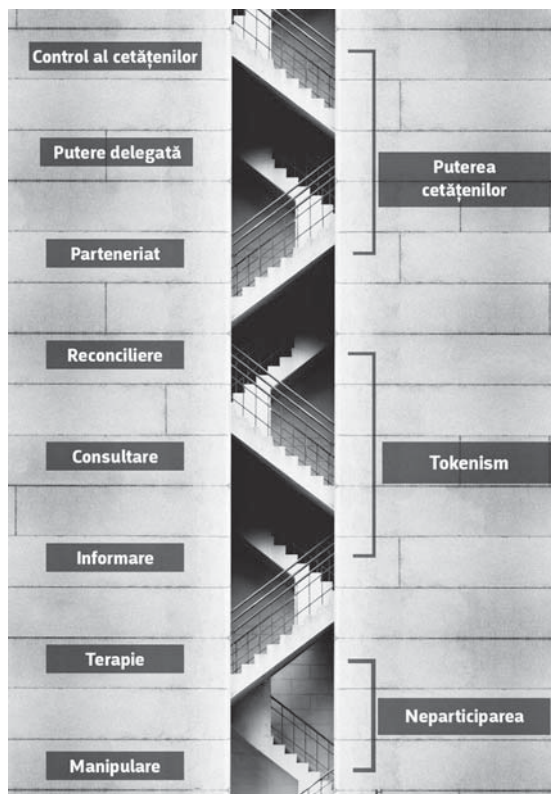 Control al cetățenilor
Putere delegată
Parteneriat
Puterea
cetățenilor
Reconciliere
Consultare
Informare
Tokenism
Terapie
Manipulare
Neparticiparea